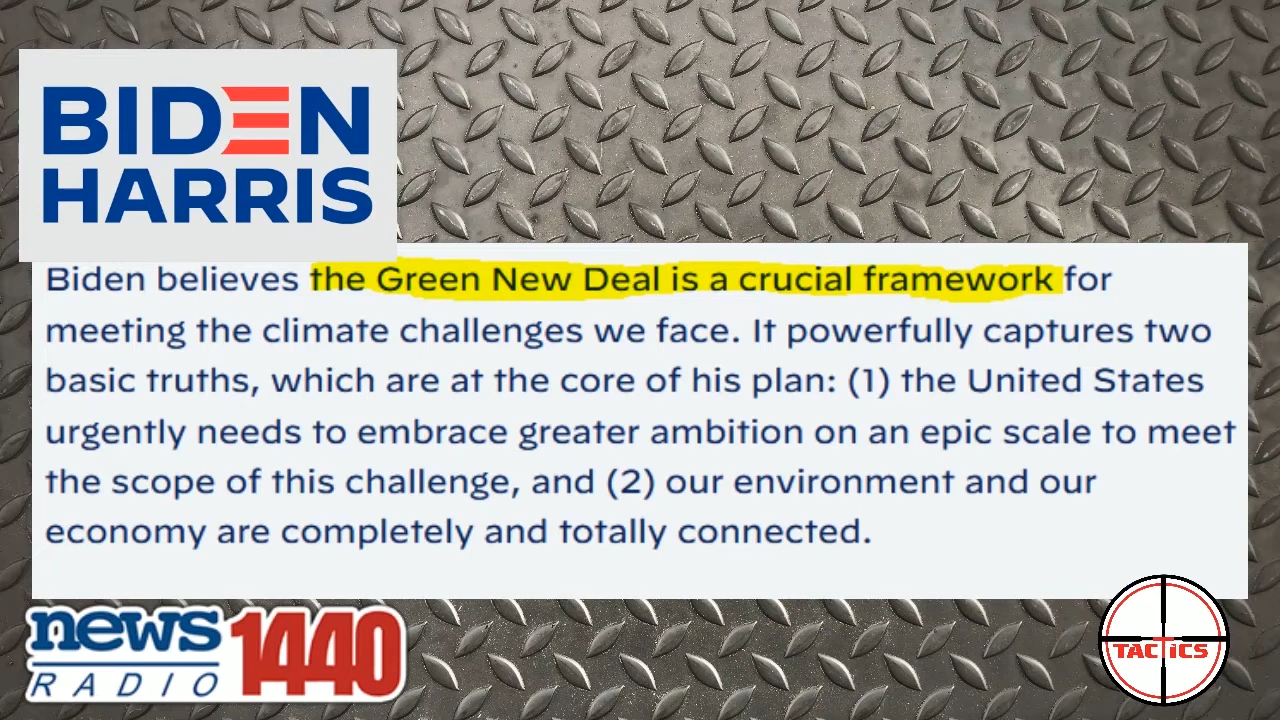 BIDEN
HARRIS
Biden believes the Green New Deal is a crucial framework for
meeting the climate challenges we face. It powerfully captures two
basic truths, which are at the core of his plan: (1) the United States
urgently needs to embrace greater ambition on an epic scale to meet
the scope of this challenge, and (2) our environment and our
economy are completely and totally connected.
news
RADIO
1440
TACTICS